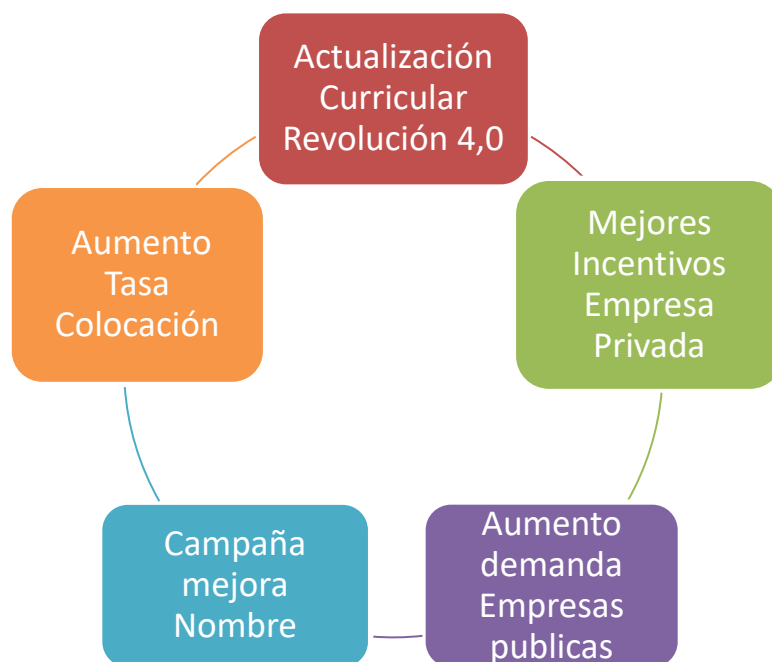 Actualización
Curricular
Revolución 4,0
Mejores
Incentivos
Empresa
Privada
Aumento
demanda
Empresas
publicas
Campaña
mejora
Nombre
Aumento
Tasa
Colocación